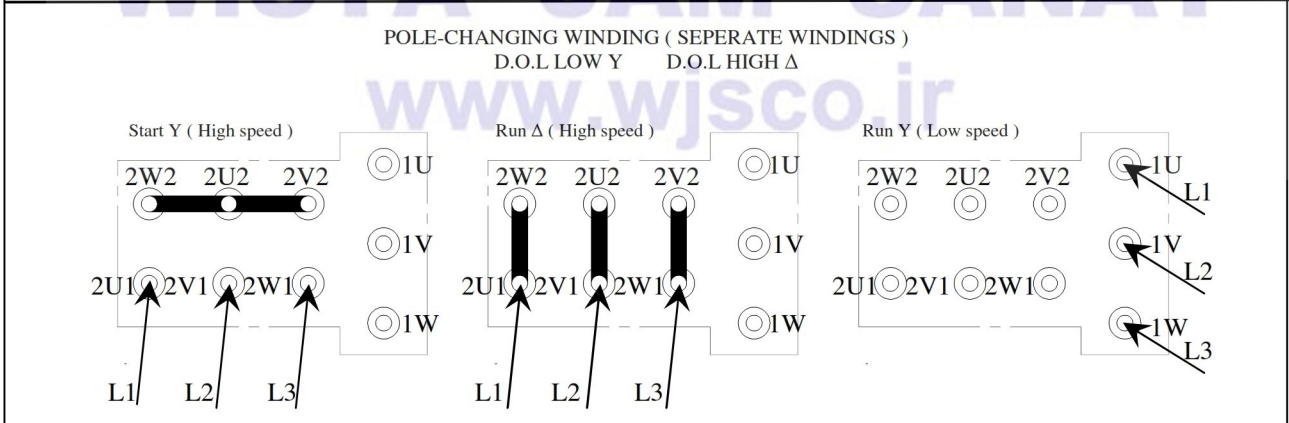 POLE-CHANGING WINDING ( SEPERATE WINDINGS )
D.O.L LOW Y D.O.L HIGH Δ
www.wjsco.ir
Start Y ( High speed )
2W2 2U2 2V2
1U
1V
2U1 2V1 2W1
1W
L1 L2 L3
Run Δ ( High speed )
2W2 2U2 2V2
1U
1V
2U1 2V1 2W1
1W
L1 L2 L3
Run Y ( Low speed )
2W2 2U2 2V2
1U
L1
1V
L2
2U1 2V1 2W1
1W
L3